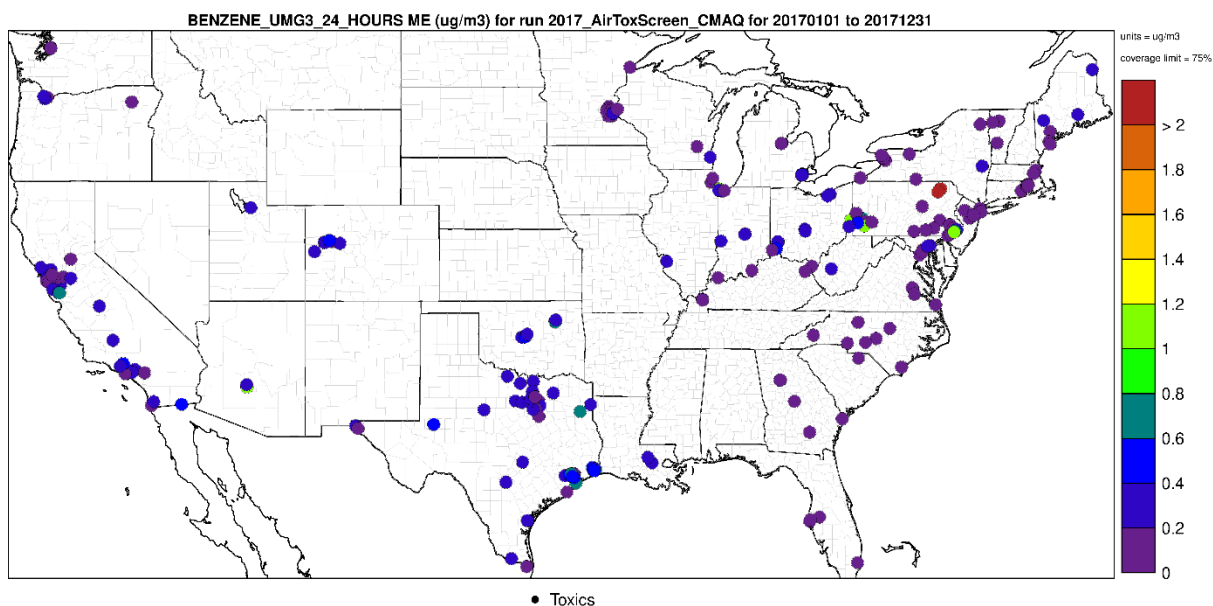 BENZENE_UMG3_24_HOURS ME (ug/m3) for run 2017_AirToxScreen_CMAQ for 20170101 to 20171231
units = ug/m3
coverage limit = 75%
> 2
1.8
1.6
1.4
1.2
1
0.8
0.6
0.4
0.2
0
Toxics